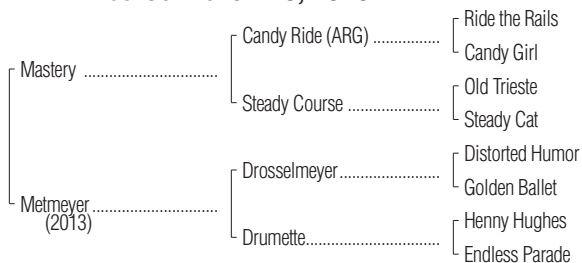 Ride the Rails
Candy Ride (ARG)
Candy Girl
Mastery
Old Trieste
Steady Course
Steady Cat
Distorted Humor
Drosselmeyer
Golden Ballet
Metmeyer
(2013)
Henny Hughes
Drumette
Endless Parade